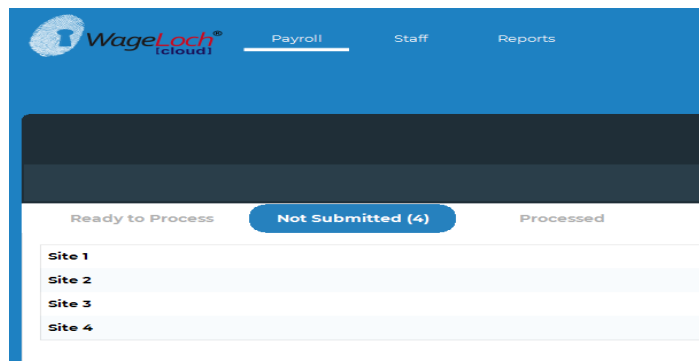 WageLoch®
[cloud]
Payroll Staff Reports
Ready to Process Not Submitted (4) Processed
Site 1
Site 2
Site 3
Site 4